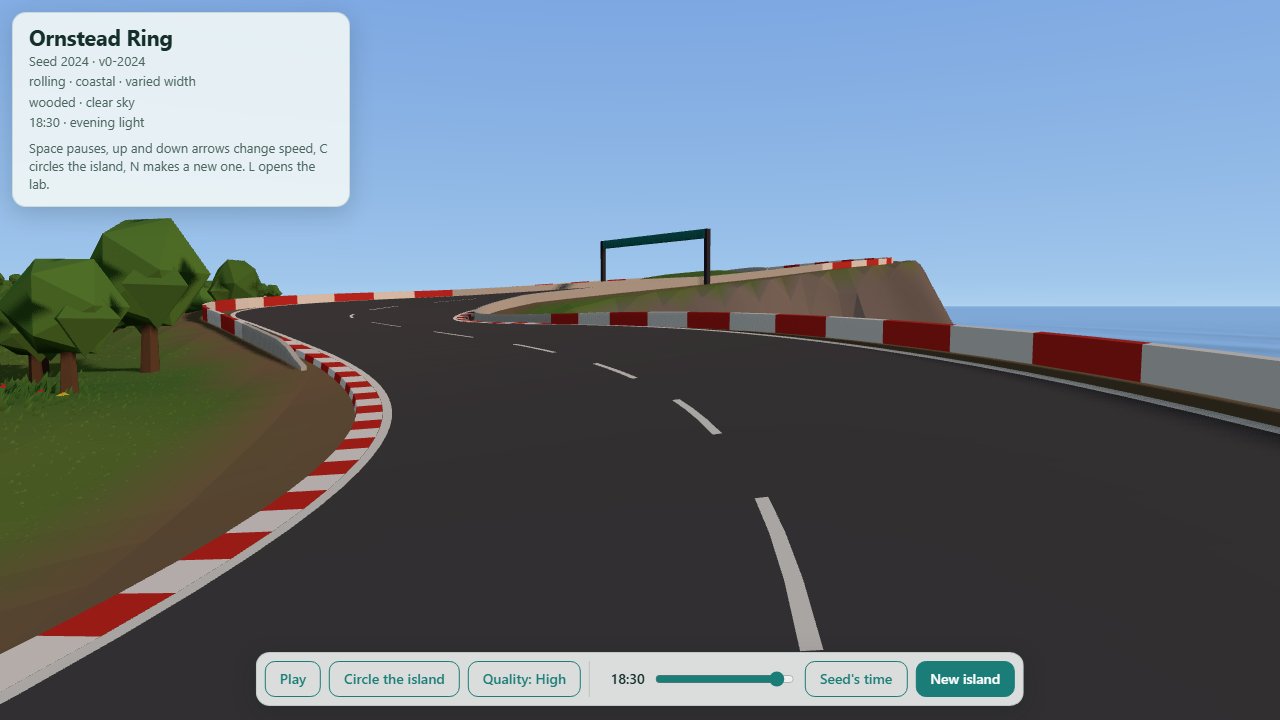 Ornstead Ring
Seed 2024 · v0-2024
rolling · coastal · varied width
wooded · clear sky
18:30 · evening light
Space pauses, up and down arrows change speed, C
circles the island, N makes a new one. L opens the
lab.
Play
Circle the island
Quality: High
18:30
Seed's time
New island